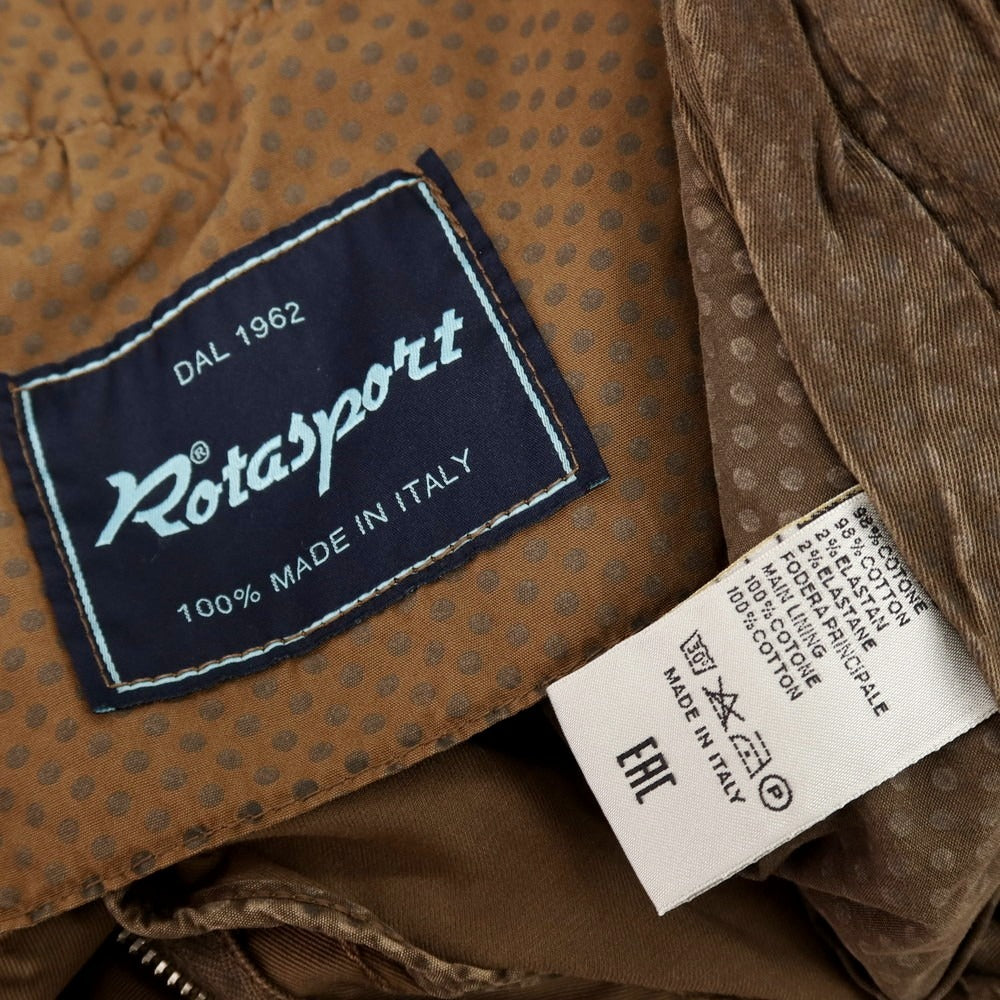 DAL 1962
Rotasport®
100% MADE IN ITALY
98% COTONE
98% COTTON
2% ELASTAN
2% ELASTANE
FODERA PRINCIPALE
MAIN LINING
100% COTONE
100% COTTON
30°
P
MADE IN ITALY
EAC